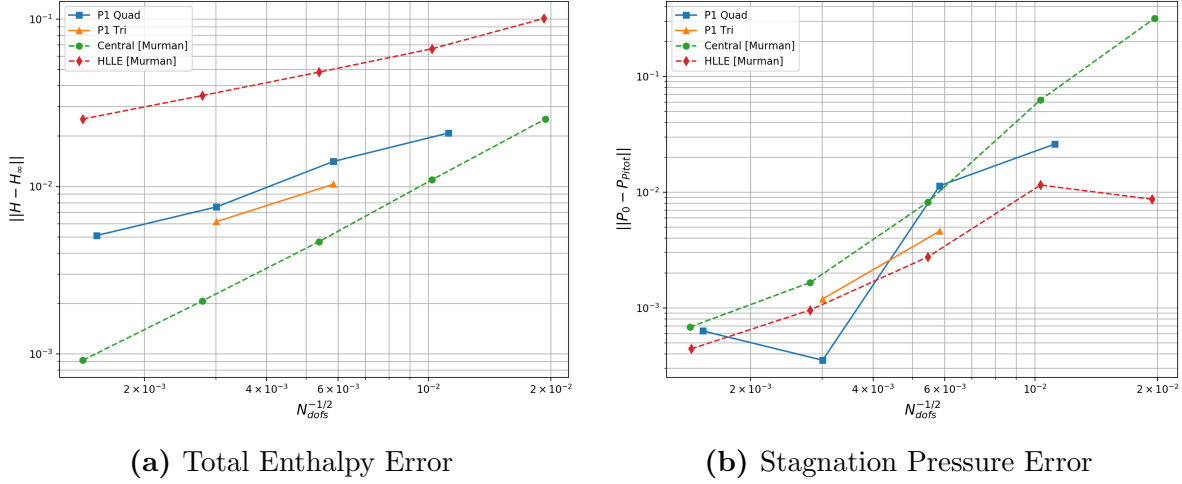 P1 Quad
P1 Tri
Central [Murman]
HLLE [Murman]
10⁻¹
10⁻²
10⁻³
||H − H∞||
2 × 10⁻³
4 × 10⁻³
6 × 10⁻³
10⁻²
2 × 10⁻²
N_dofs^−1/2
(a) Total Enthalpy Error
P1 Quad
P1 Tri
Central [Murman]
HLLE [Murman]
10⁻¹
10⁻²
10⁻³
||P₀ − P_Pitot||
2 × 10⁻³
4 × 10⁻³
6 × 10⁻³
10⁻²
2 × 10⁻²
N_dofs^−1/2
(b) Stagnation Pressure Error